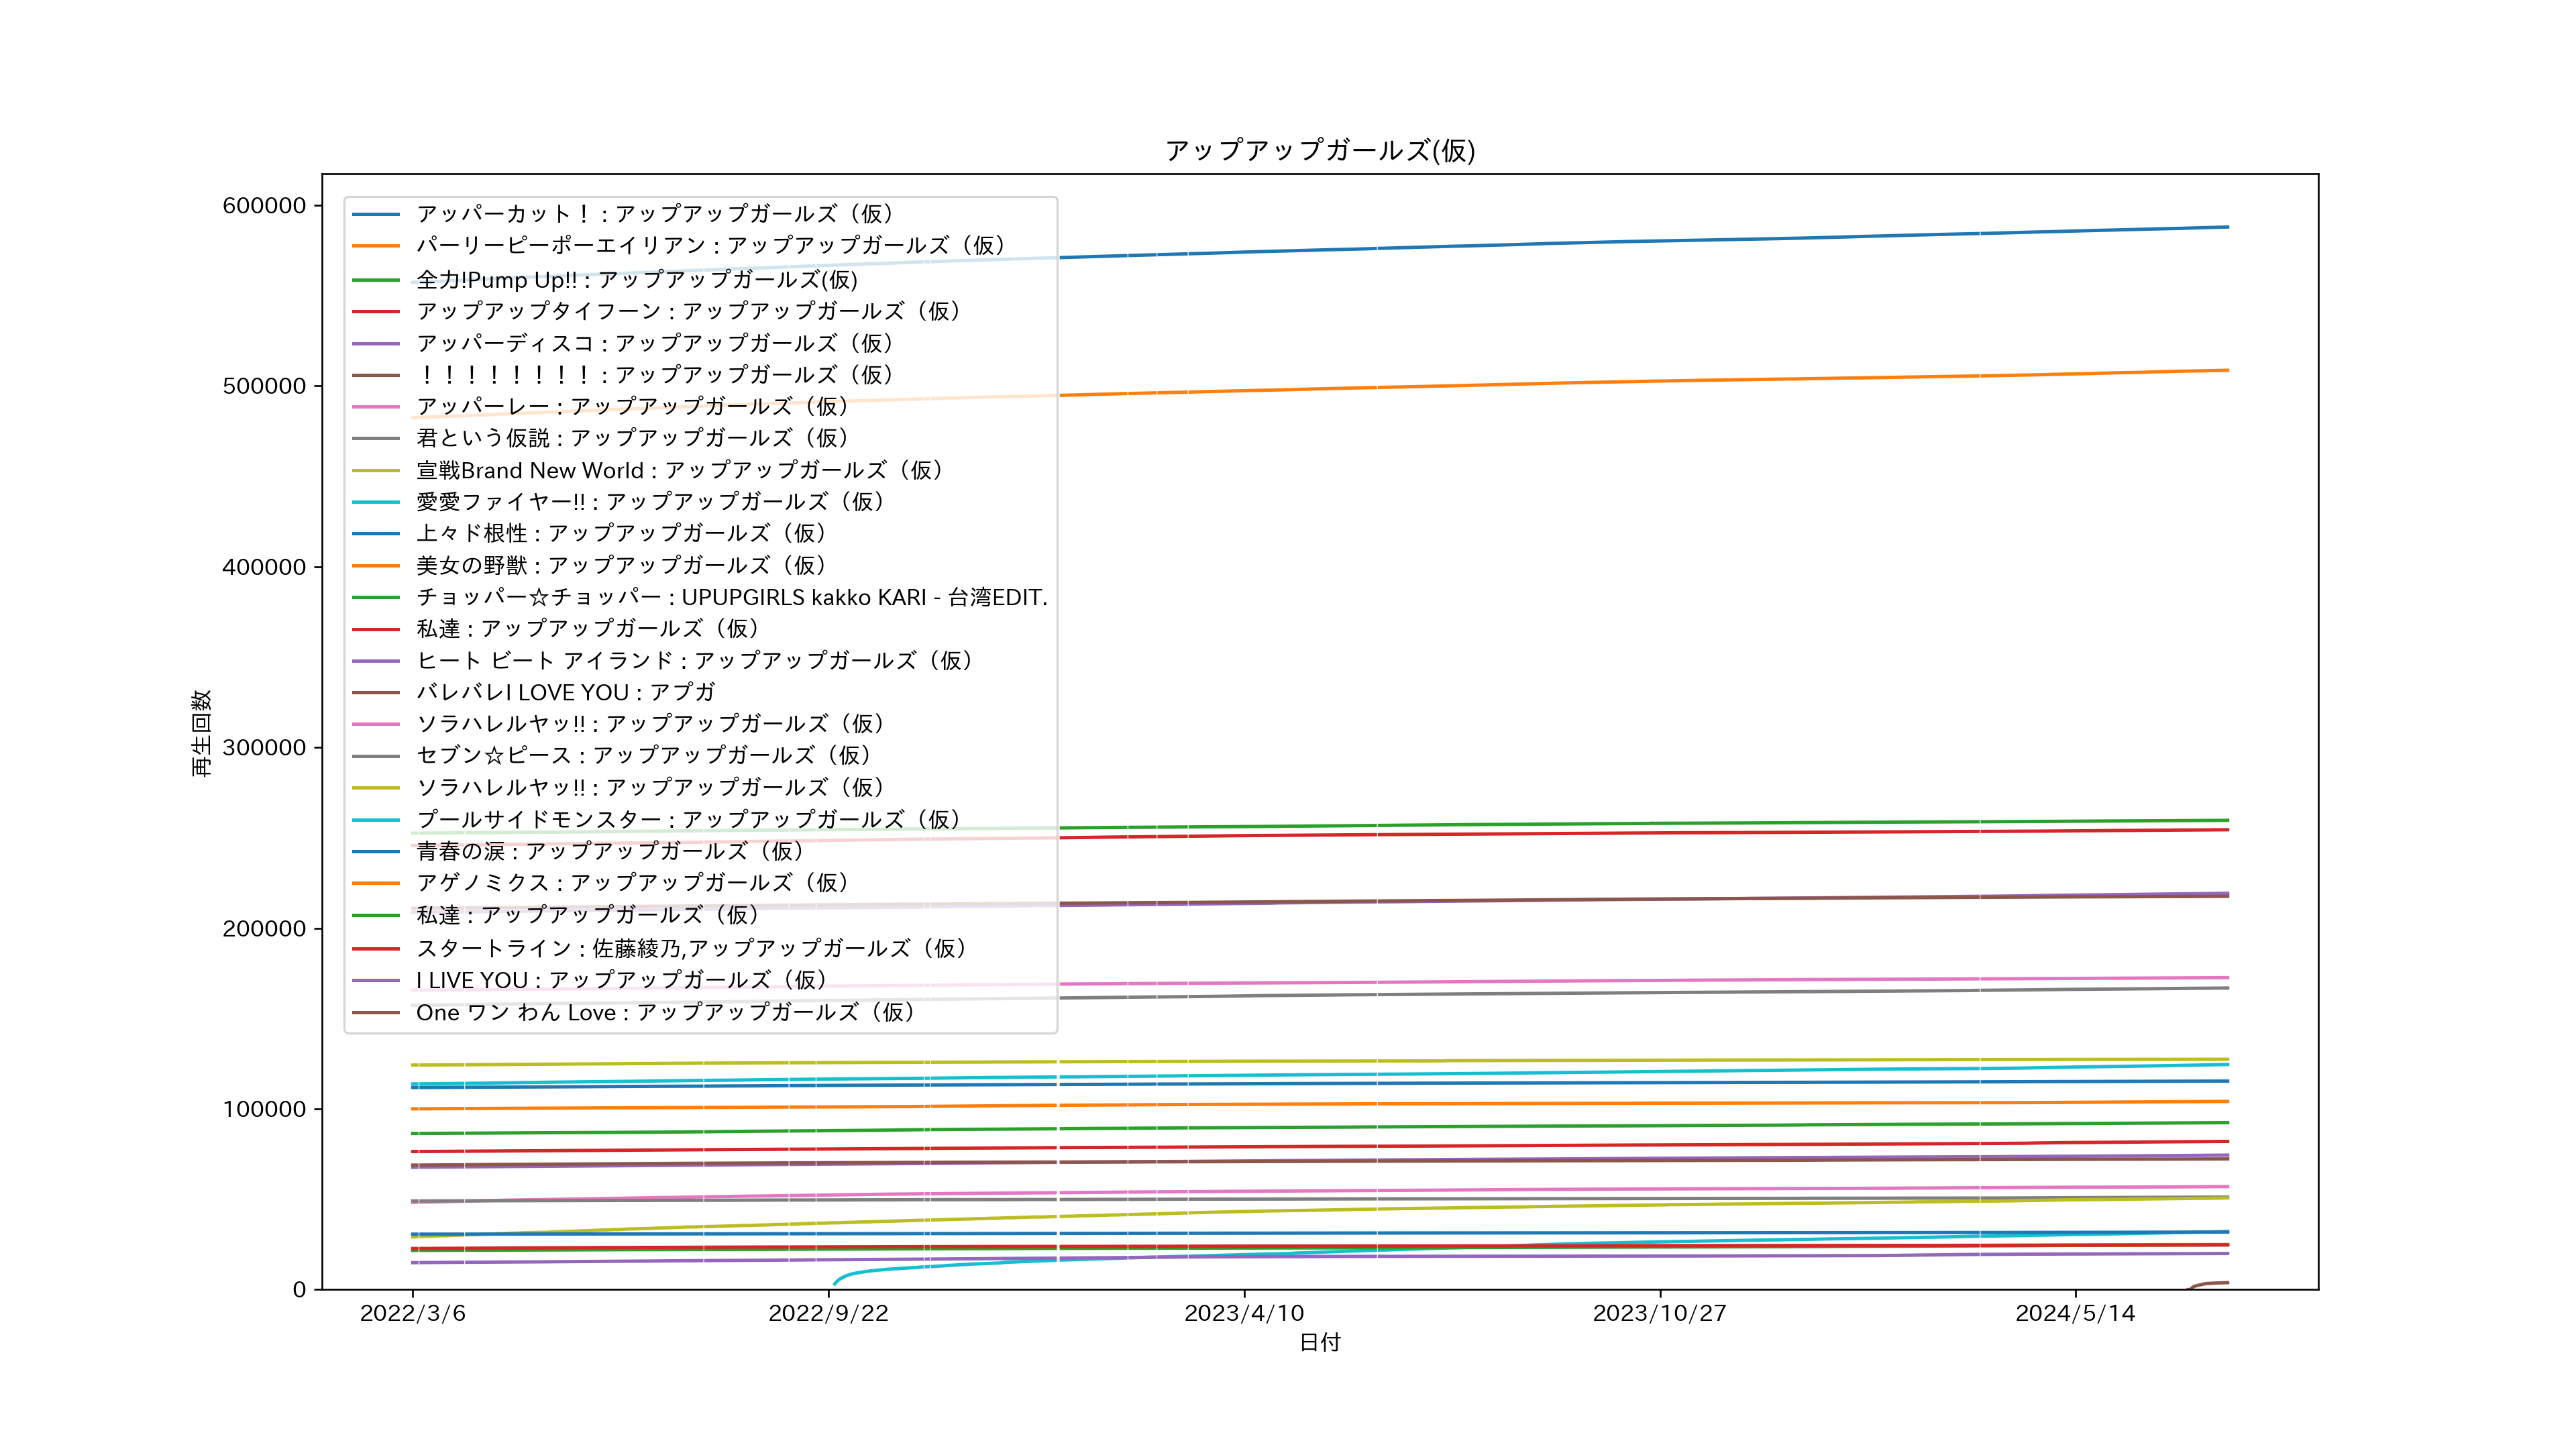 アップアップガールズ(仮)
600000
500000
400000
300000
200000
100000
0
再生回数
アッパーカット！ : アップアップガールズ（仮）
パーリーピーポーエイリアン : アップアップガールズ（仮）
全力!Pump Up!! : アップアップガールズ(仮)
アップアップタイフーン : アップアップガールズ（仮）
アッパーディスコ : アップアップガールズ（仮）
！！！！！！！！ : アップアップガールズ（仮）
アッパーレー : アップアップガールズ（仮）
君という仮説 : アップアップガールズ（仮）
宣戦Brand New World : アップアップガールズ（仮）
愛愛ファイヤー!! : アップアップガールズ（仮）
上々ド根性 : アップアップガールズ（仮）
美女の野獣 : アップアップガールズ（仮）
チョッパー☆チョッパー : UPUPGIRLS kakko KARI - 台湾EDIT.
私達 : アップアップガールズ（仮）
ヒート ビート アイランド : アップアップガールズ（仮）
バレバレI LOVE YOU : アプガ
ソラハレルヤッ!! : アップアップガールズ（仮）
セブン☆ピース : アップアップガールズ（仮）
ソラハレルヤッ!! : アップアップガールズ（仮）
プールサイドモンスター : アップアップガールズ（仮）
青春の涙 : アップアップガールズ（仮）
アゲノミクス : アップアップガールズ（仮）
私達 : アップアップガールズ（仮）
スタートライン : 佐藤綾乃,アップアップガールズ（仮）
I LIVE YOU : アップアップガールズ（仮）
One ワン わん Love : アップアップガールズ（仮）
2022/3/6
2022/9/22
2023/4/10
2023/10/27
2024/5/14
日付